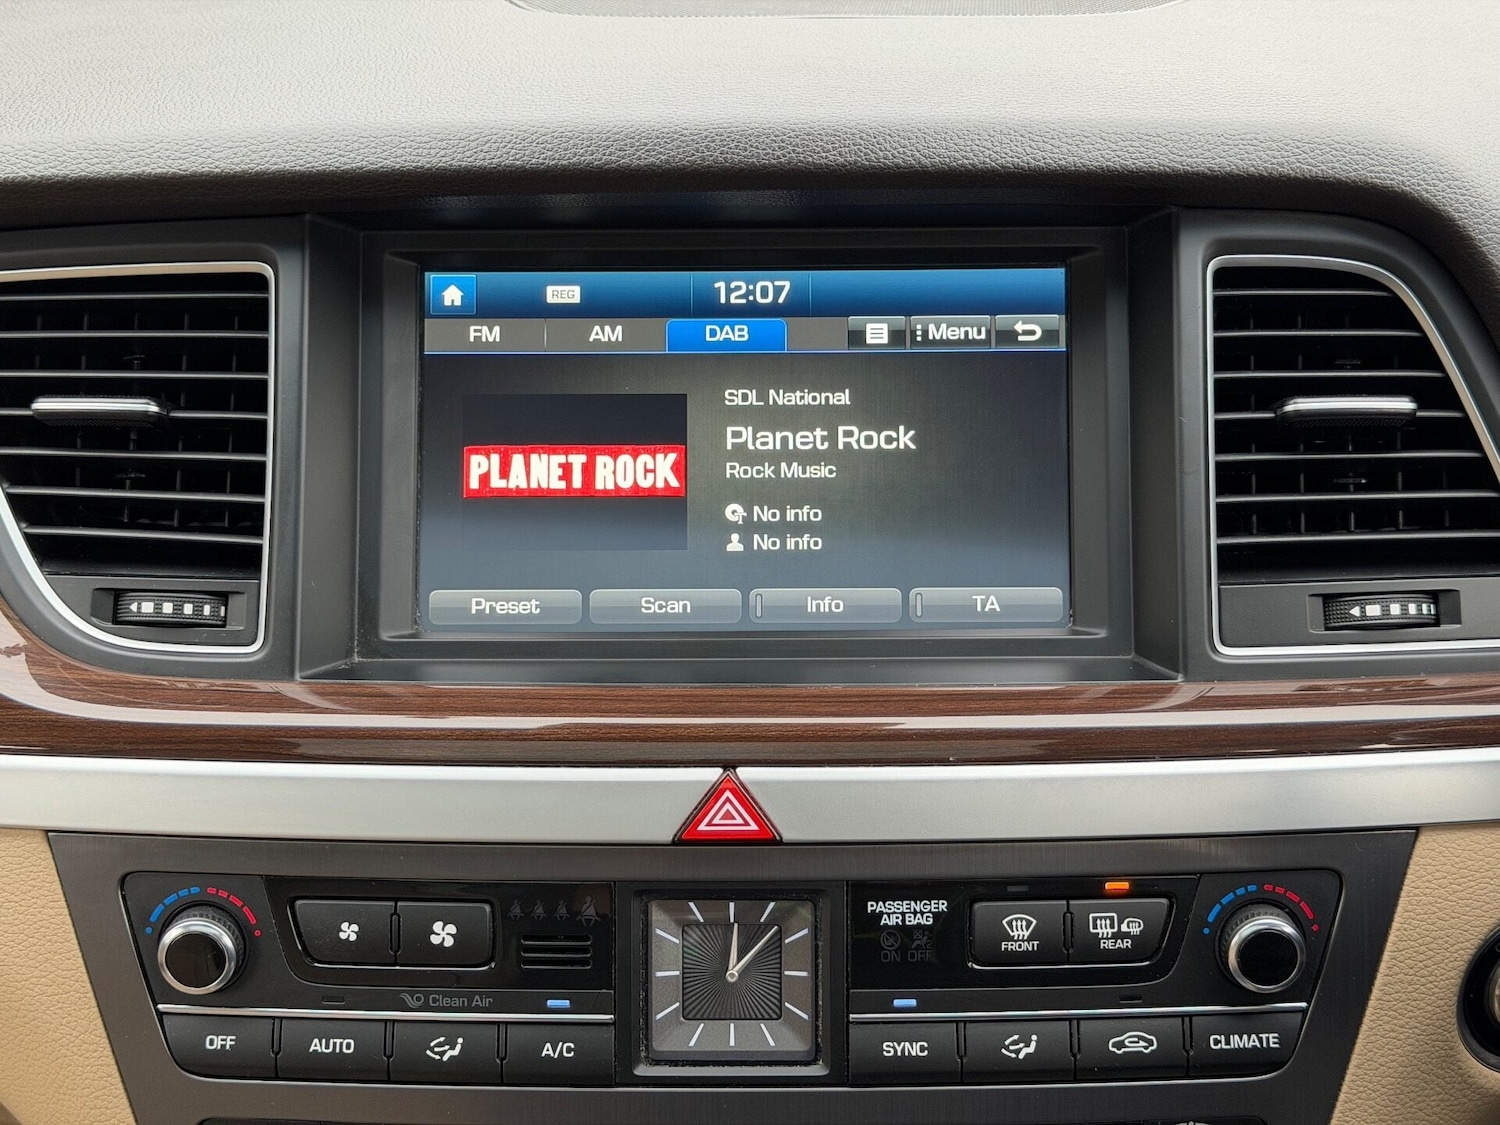 REG
12:07
FM
AM
DAB
Menu
SDL National
PLANET ROCK
Planet Rock
Rock Music
No info
No info
Preset
Scan
Info
TA
PASSENGER
AIR BAG
ON OFF
FRONT
REAR
Clean Air
OFF
AUTO
A/C
SYNC
CLIMATE